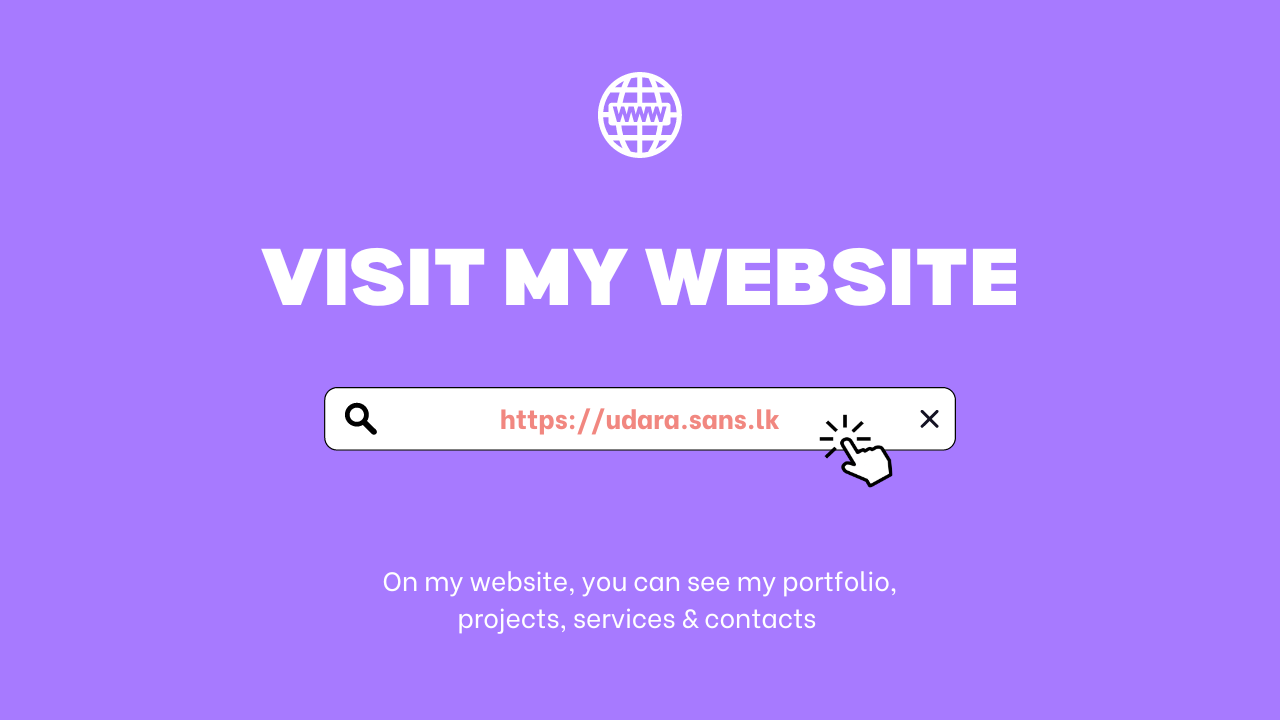 WWW
VISIT MY WEBSITE
https://udara.sans.lk
On my website, you can see my portfolio,
projects, services & contacts